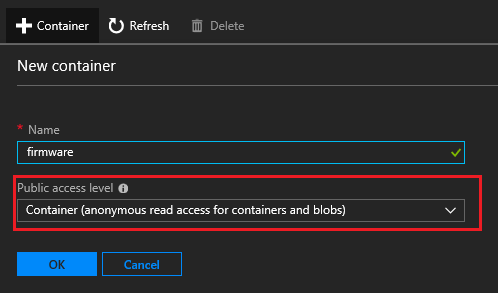 Container Refresh Delete
New container
* Name
firmware
Public access level
Container (anonymous read access for containers and blobs)
OK Cancel